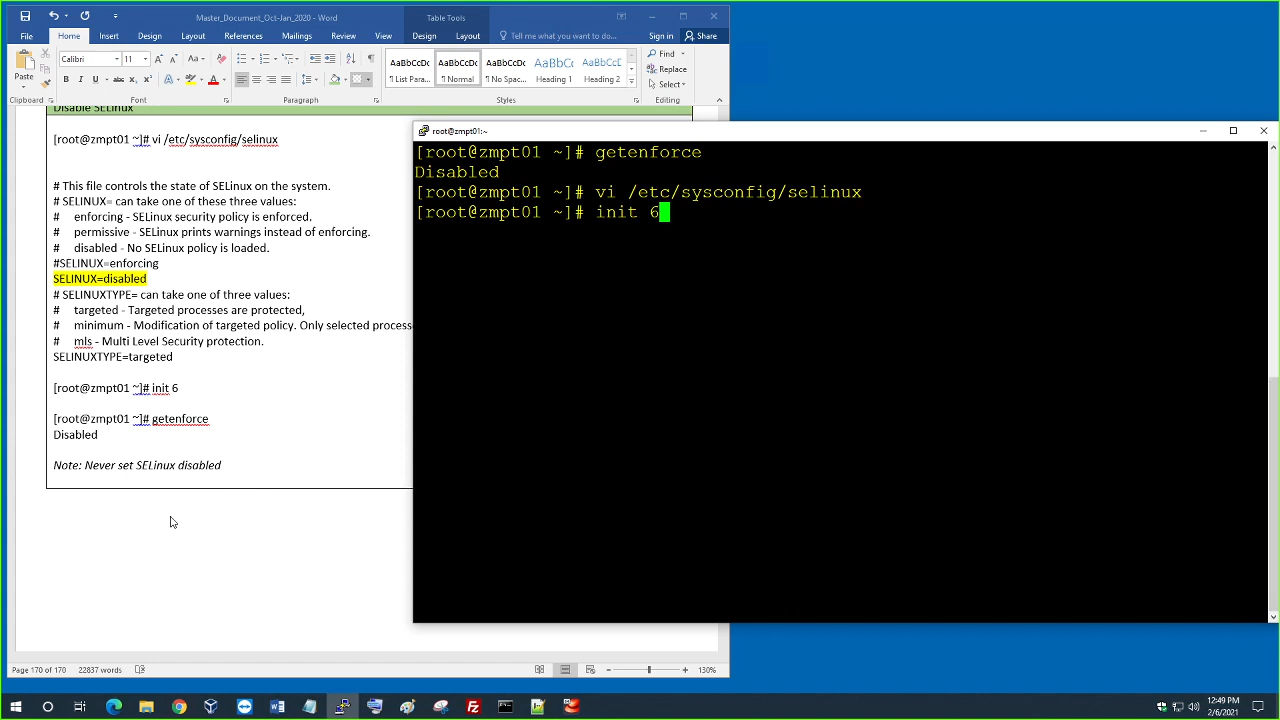 Master_Document_Oct-Jan_2020 - Word
Table Tools
File
Home
Insert
Design
Layout
References
Mailings
Review
View
Design
Layout
Tell me what you want to do...
Sign in
Share
Paste
Calibri
11
AaBbCcDc
AaBbCcDc
AaBbCcDc
AaBbCc
AaBbCcC
¶ List Para...
¶ Normal
¶ No Spac...
Heading 1
Heading 2
Find
Replace
Select
Clipboard
Font
Paragraph
Styles
Editing
Disable SELinux
[root@zmpt01 ~]# vi /etc/sysconfig/selinux
# This file controls the state of SELinux on the system.
# SELINUX= can take one of these three values:
# enforcing - SELinux security policy is enforced,
# permissive - SELinux prints warnings instead of enforcing.
# disabled - No SELinux policy is loaded.
#SELINUX=enforcing
SELINUX=disabled
# SELINUXTYPE= can take one of three values:
# targeted - Targeted processes are protected,
# minimum - Modification of targeted policy. Only selected process
# mls - Multi Level Security protection.
SELINUXTYPE=targeted
[root@zmpt01 ~]# init 6
[root@zmpt01 ~]# getenforce
Disabled
Note: Never set SELinux disabled
root@zmpt01:~
[root@zmpt01 ~]# getenforce
Disabled
[root@zmpt01 ~]# vi /etc/sysconfig/selinux
[root@zmpt01 ~]# init 6
Page 170 of 170
22837 words
130%
12:49 PM
2/6/2021